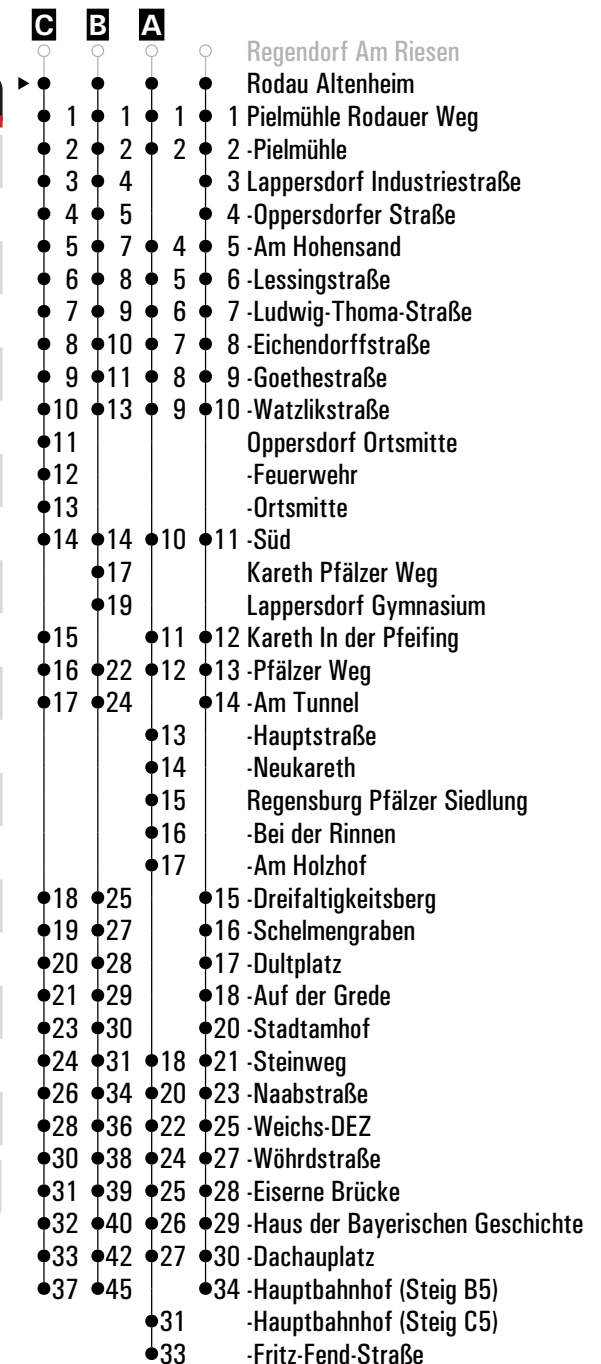 C B A
Regendorf Am Riesen
Rodau Altenheim
1 1 1 1 Pielmühle Rodauer Weg
2 2 2 2 -Pielmühle
3 4 3 Lappersdorf Industriestraße
4 5 4 -Oppersdorfer Straße
5 7 4 5 -Am Hohensand
6 8 5 6 -Lessingstraße
7 9 6 7 -Ludwig-Thoma-Straße
8 10 7 8 -Eichendorffstraße
9 11 8 9 -Goethestraße
10 13 9 10 -Watzlikstraße
11 Oppersdorf Ortsmitte
12 -Feuerwehr
13 -Ortsmitte
14 14 10 11 -Süd
17 Kareth Pfälzer Weg
19 Lappersdorf Gymnasium
15 11 12 Kareth In der Pfeifing
16 22 12 13 -Pfälzer Weg
17 24 14 -Am Tunnel
13 -Hauptstraße
14 -Neukareth
15 Regensburg Pfälzer Siedlung
16 -Bei der Rinnen
17 -Am Holzhof
18 25 15 -Dreifaltigkeitsberg
19 27 16 -Schelmengraben
20 28 17 -Dultplatz
21 29 18 -Auf der Grede
23 30 20 -Stadtamhof
24 31 18 21 -Steinweg
26 34 20 23 -Naabstraße
28 36 22 25 -Weichs-DEZ
30 38 24 27 -Wöhrdstraße
31 39 25 28 -Eiserne Brücke
32 40 26 29 -Haus der Bayerischen Geschichte
33 42 27 30 -Dachauplatz
37 45 34 -Hauptbahnhof (Steig B5)
31 -Hauptbahnhof (Steig C5)
33 -Fritz-Fend-Straße